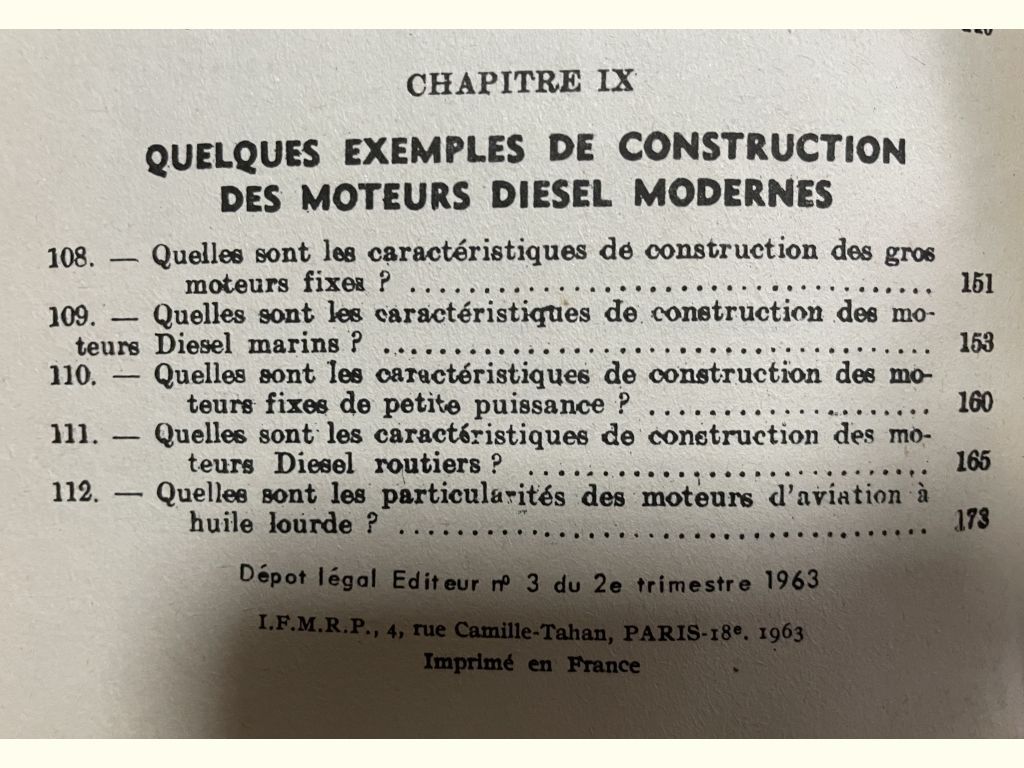 CHAPITRE IX
QUELQUES EXEMPLES DE CONSTRUCTION
DES MOTEURS DIESEL MODERNES
108. — Quelles sont les caractéristiques de construction des gros
moteurs fixes ? ........................................ 151
109. — Quelles sont les caractéristiques de construction des mo-
teurs Diesel marins ? ........................................ 153
110. — Quelles sont les caractéristiques de construction des mo-
teurs fixes de petite puissance ? .................... 160
111. — Quelles sont les caractéristiques de construction des mo-
teurs Diesel routiers ? .............................. 165
112. — Quelles sont les particularités des moteurs d'aviation à
huile lourde ? ........................................ 173
Dépot légal Editeur nº 3 du 2e trimestre 1963
I.F.M.R.P., 4, rue Camille-Tahan, PARIS-18e. 1963
Imprimé en France